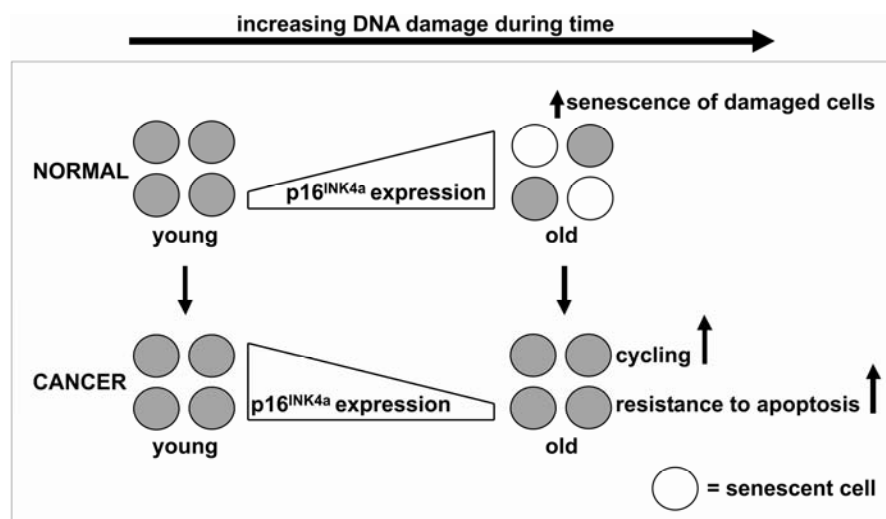 increasing DNA damage during time
senescence of damaged cells
NORMAL
p16INK4a expression
young
old
cycling
CANCER
p16INK4a expression
resistance to apoptosis
young
old
= senescent cell